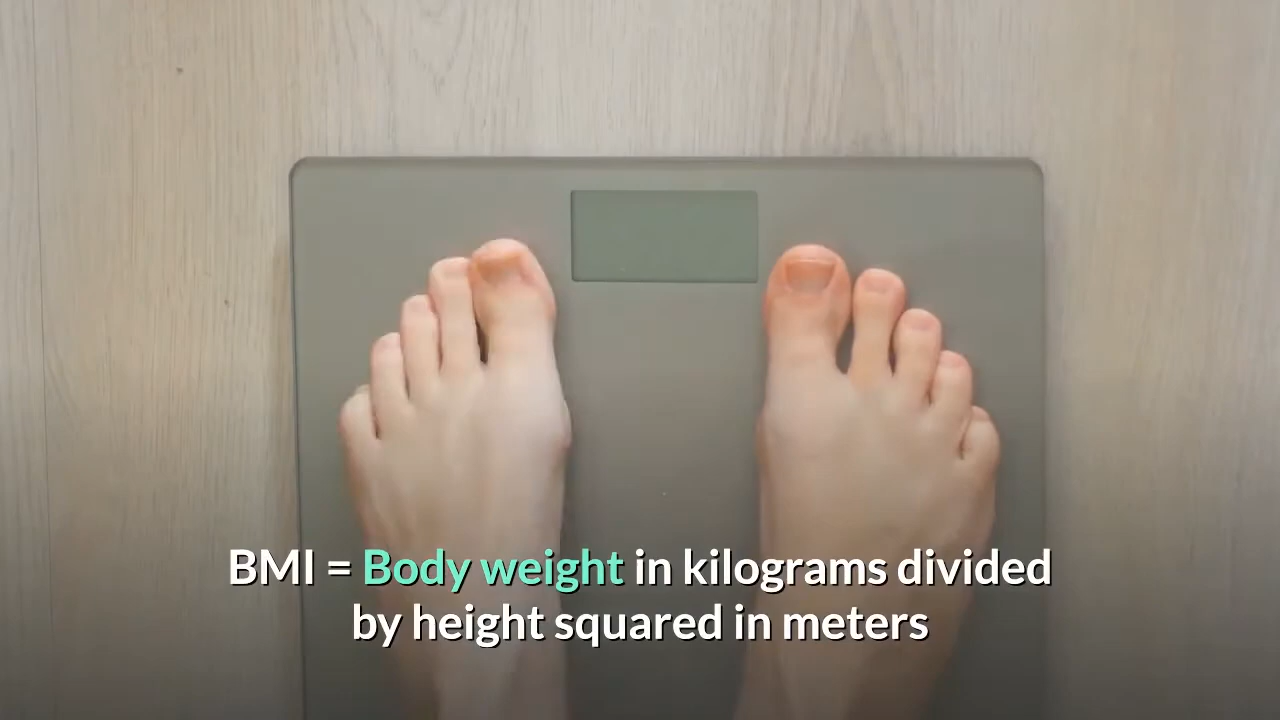 BMI = Body weight in kilograms divided
by height squared in meters